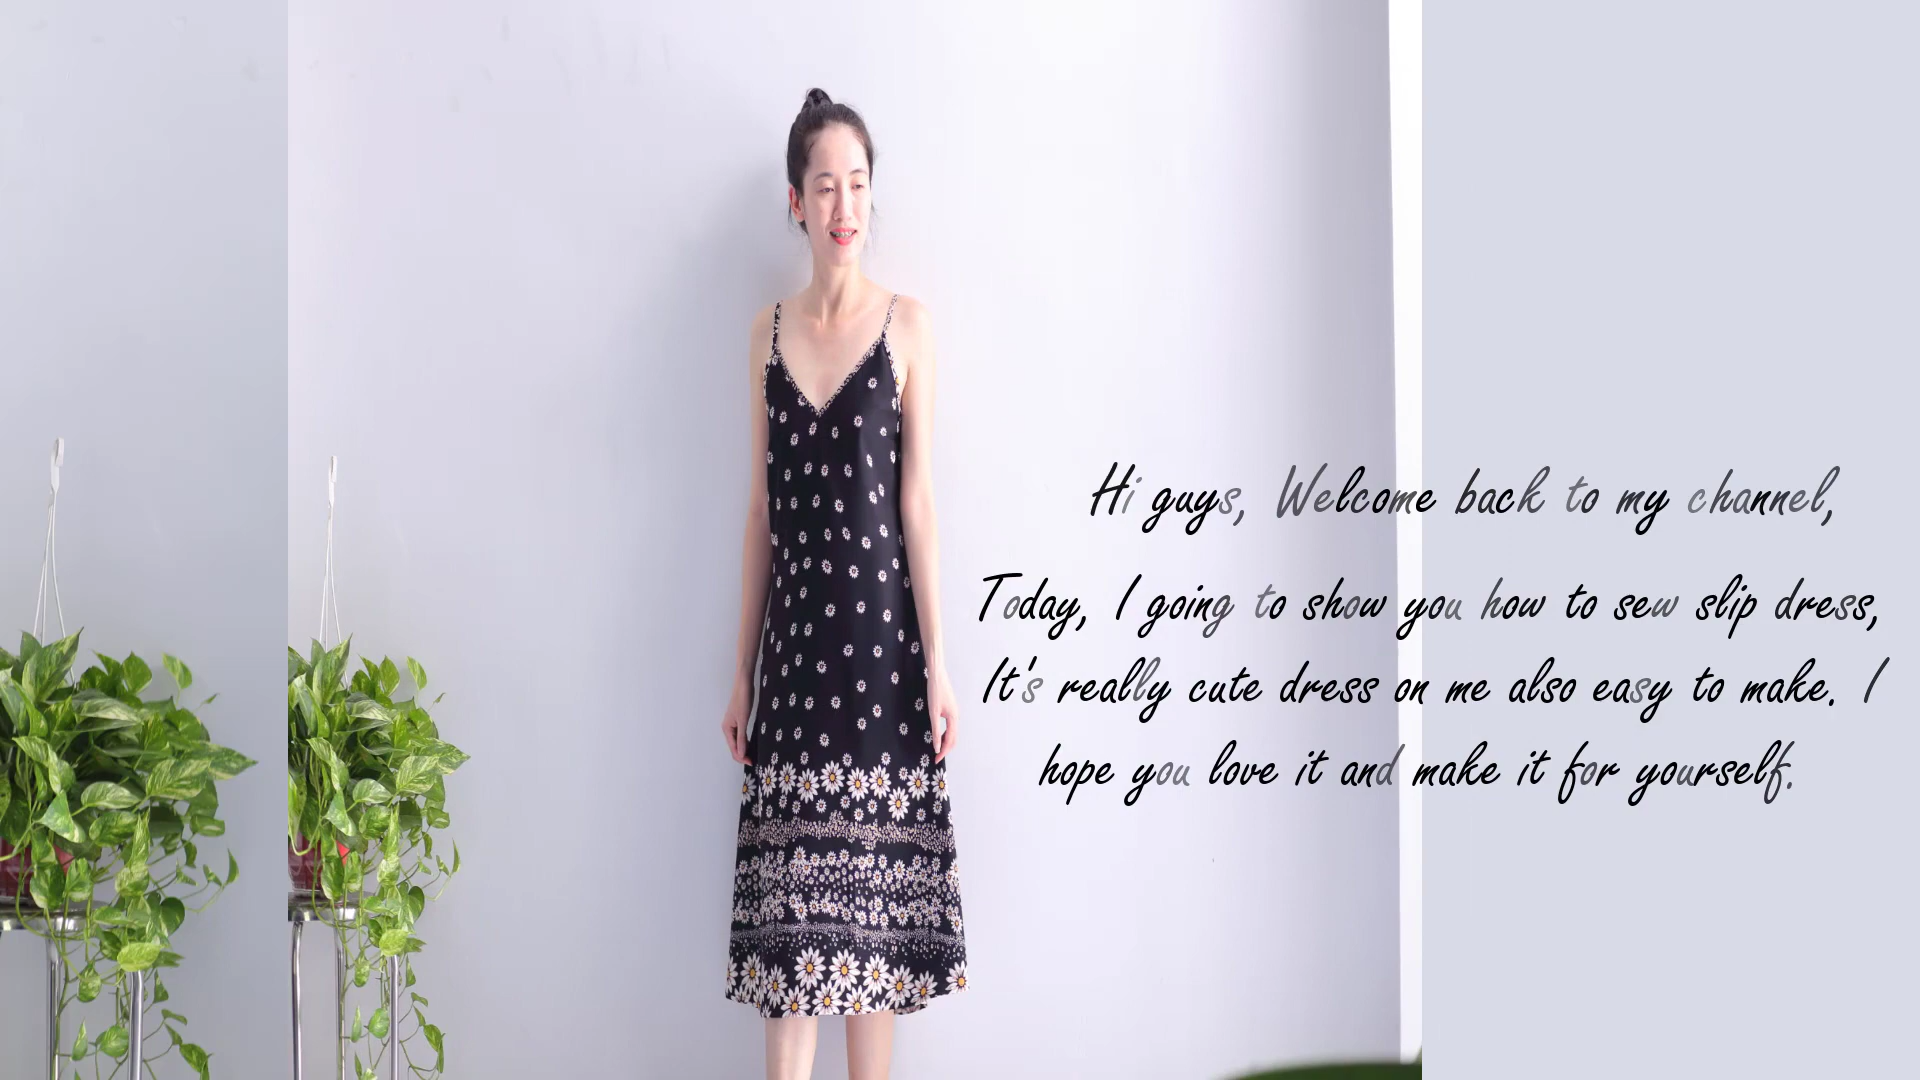 Hi guys, Welcome back to my channel,
Today, I going to show you how to sew slip dress,
It's really cute dress on me also easy to make. I
hope you love it and make it for yourself.